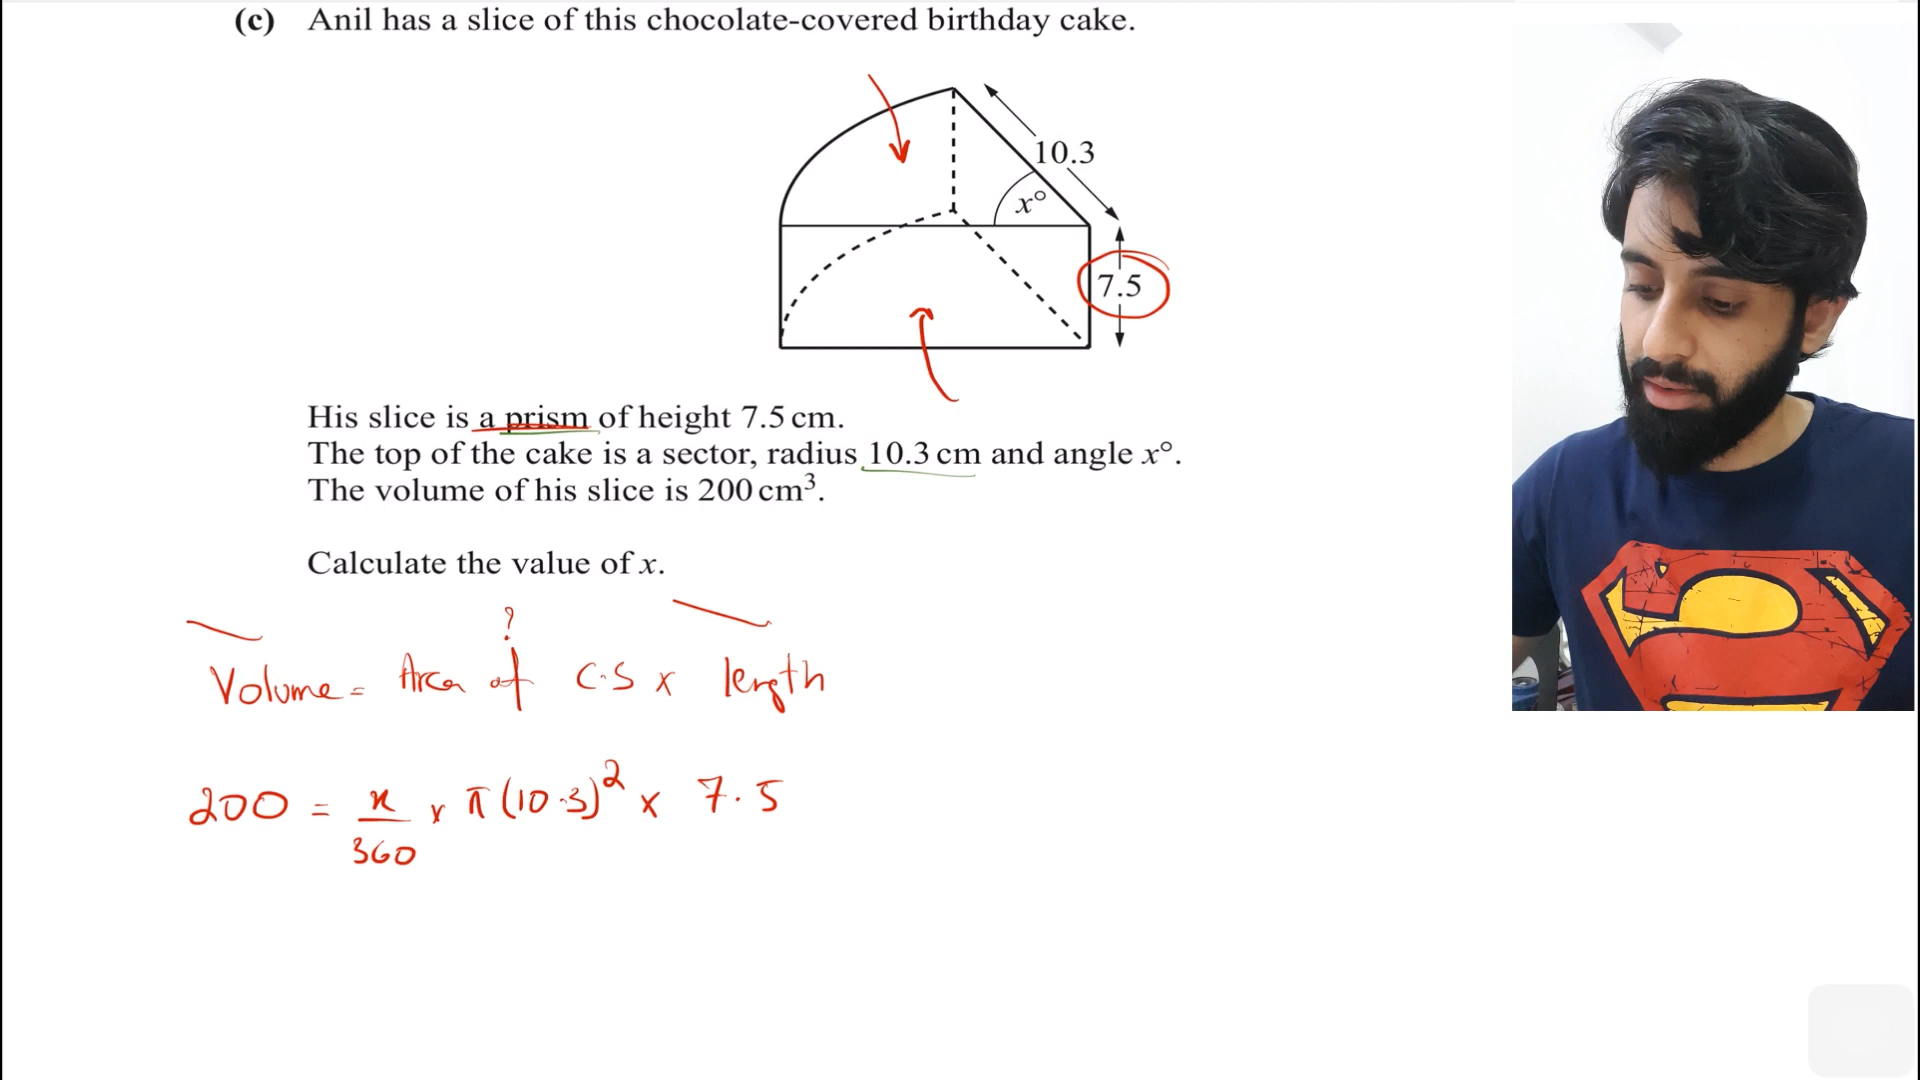 (c) Anil has a slice of this chocolate-covered birthday cake.
10.3
x°
7.5
His slice is a prism of height 7.5 cm.
The top of the cake is a sector, radius 10.3 cm and angle x°.
The volume of his slice is 200 cm³.
Calculate the value of x.
?
Volume = Area of C.S x length
200 = x/360 x π(10.3)² x 7.5